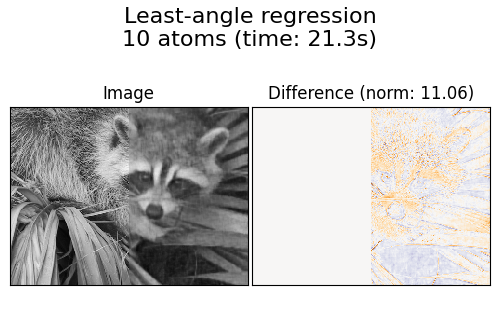 Least-angle regression
10 atoms (time: 21.3s)
Image
Difference (norm: 11.06)